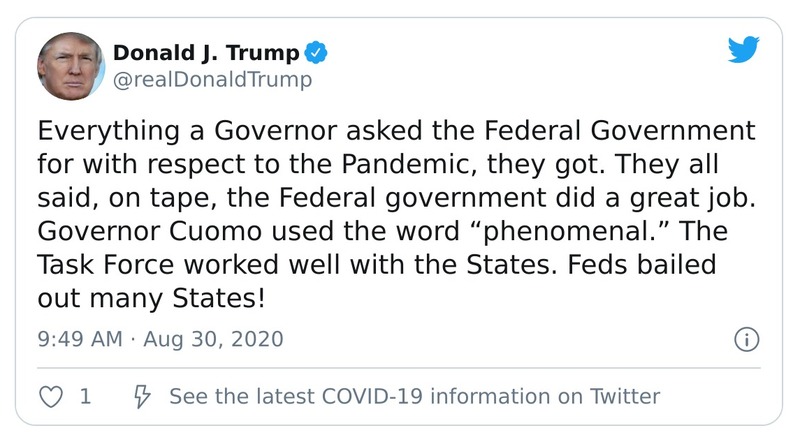 Donald J. Trump
@realDonaldTrump
Everything a Governor asked the Federal Government
for with respect to the Pandemic, they got. They all
said, on tape, the Federal government did a great job.
Governor Cuomo used the word “phenomenal.” The
Task Force worked well with the States. Feds bailed
out many States!
9:49 AM · Aug 30, 2020
1 See the latest COVID-19 information on Twitter